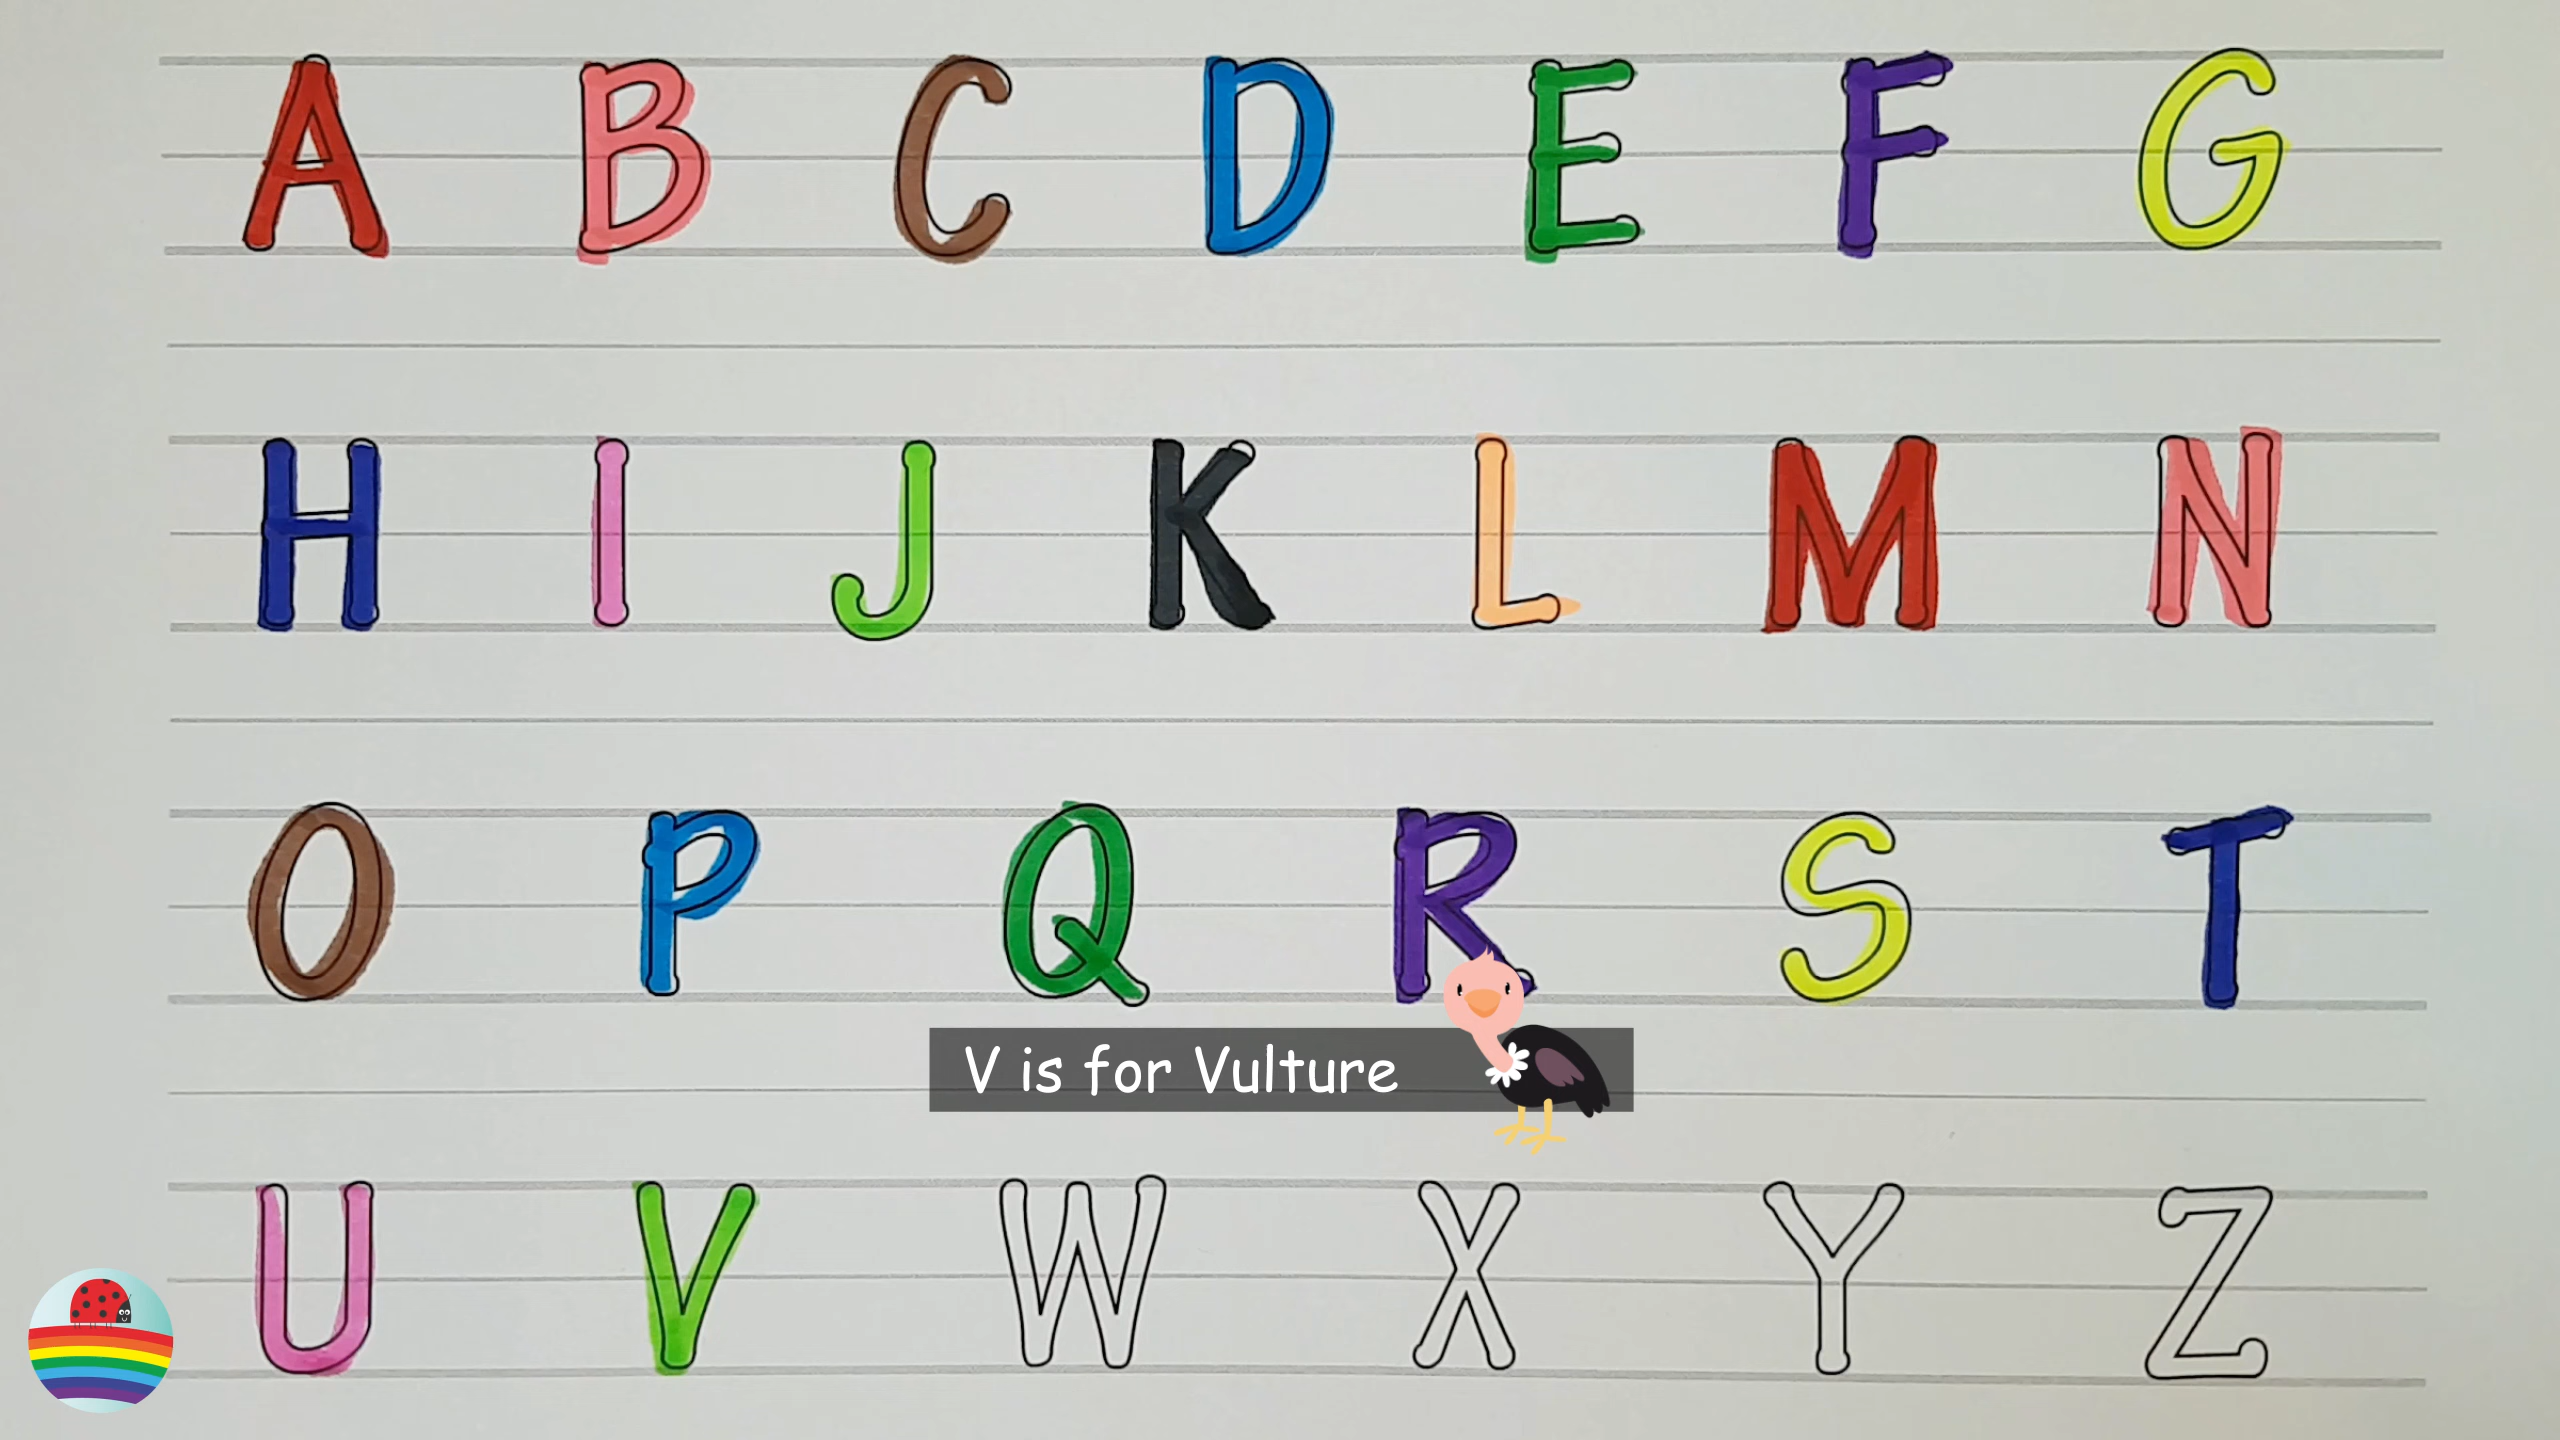 A B C D E F G
H I J K L M N
O P Q R S T
V is for Vulture
U V W X Y Z